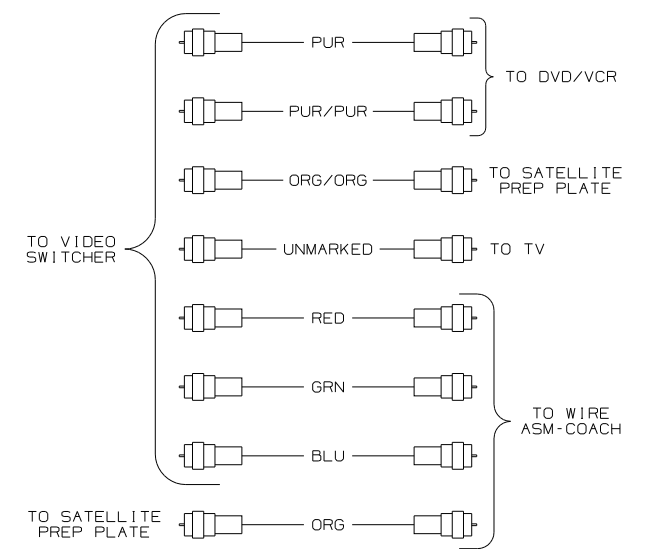 PUR
TO DVD/VCR
PUR/PUR
ORG/ORG
TO SATELLITE
PREP PLATE
TO VIDEO
SWITCHER
UNMARKED
TO TV
RED
GRN
TO WIRE
ASM-COACH
BLU
TO SATELLITE
PREP PLATE
ORG